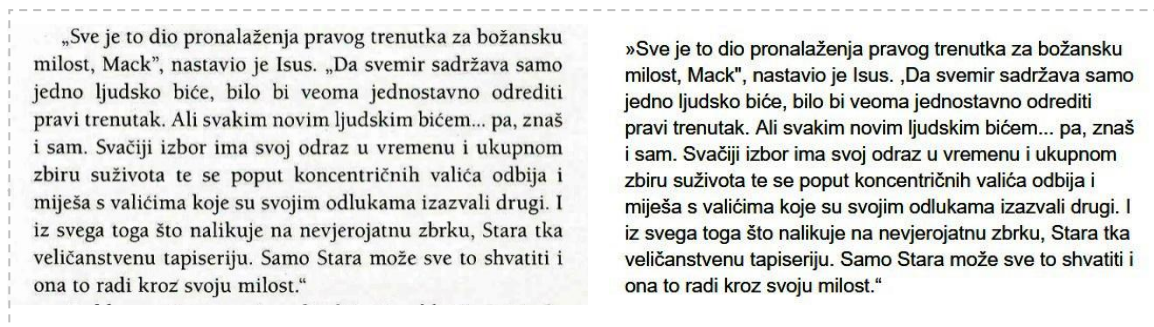 „Sve je to dio pronalaženja pravog trenutka za božansku
milost, Mack”, nastavio je Isus. „Da svemir sadržava samo
jedno ljudsko biće, bilo bi veoma jednostavno odrediti
pravi trenutak. Ali svakim novim ljudskim bićem... pa, znaš
i sam. Svačiji izbor ima svoj odraz u vremenu i ukupnom
zbiru suživota te se poput koncentričnih valića odbija i
miješa s valićima koje su svojim odlukama izazvali drugi. I
iz svega toga što nalikuje na nevjerojatnu zbrku, Stara tka
veličanstvenu tapiseriju. Samo Stara može sve to shvatiti i
ona to radi kroz svoju milost.“
»Sve je to dio pronalaženja pravog trenutka za božansku
milost, Mack", nastavio je Isus. ‚Da svemir sadržava samo
jedno ljudsko biće, bilo bi veoma jednostavno odrediti
pravi trenutak. Ali svakim novim ljudskim bićem... pa, znaš
i sam. Svačiji izbor ima svoj odraz u vremenu i ukupnom
zbiru suživota te se poput koncentričnih valića odbija i
miješa s valićima koje su svojim odlukama izazvali drugi. I
iz svega toga što nalikuje na nevjerojatnu zbrku, Stara tka
veličanstvenu tapiseriju. Samo Stara može sve to shvatiti i
ona to radi kroz svoju milost.“